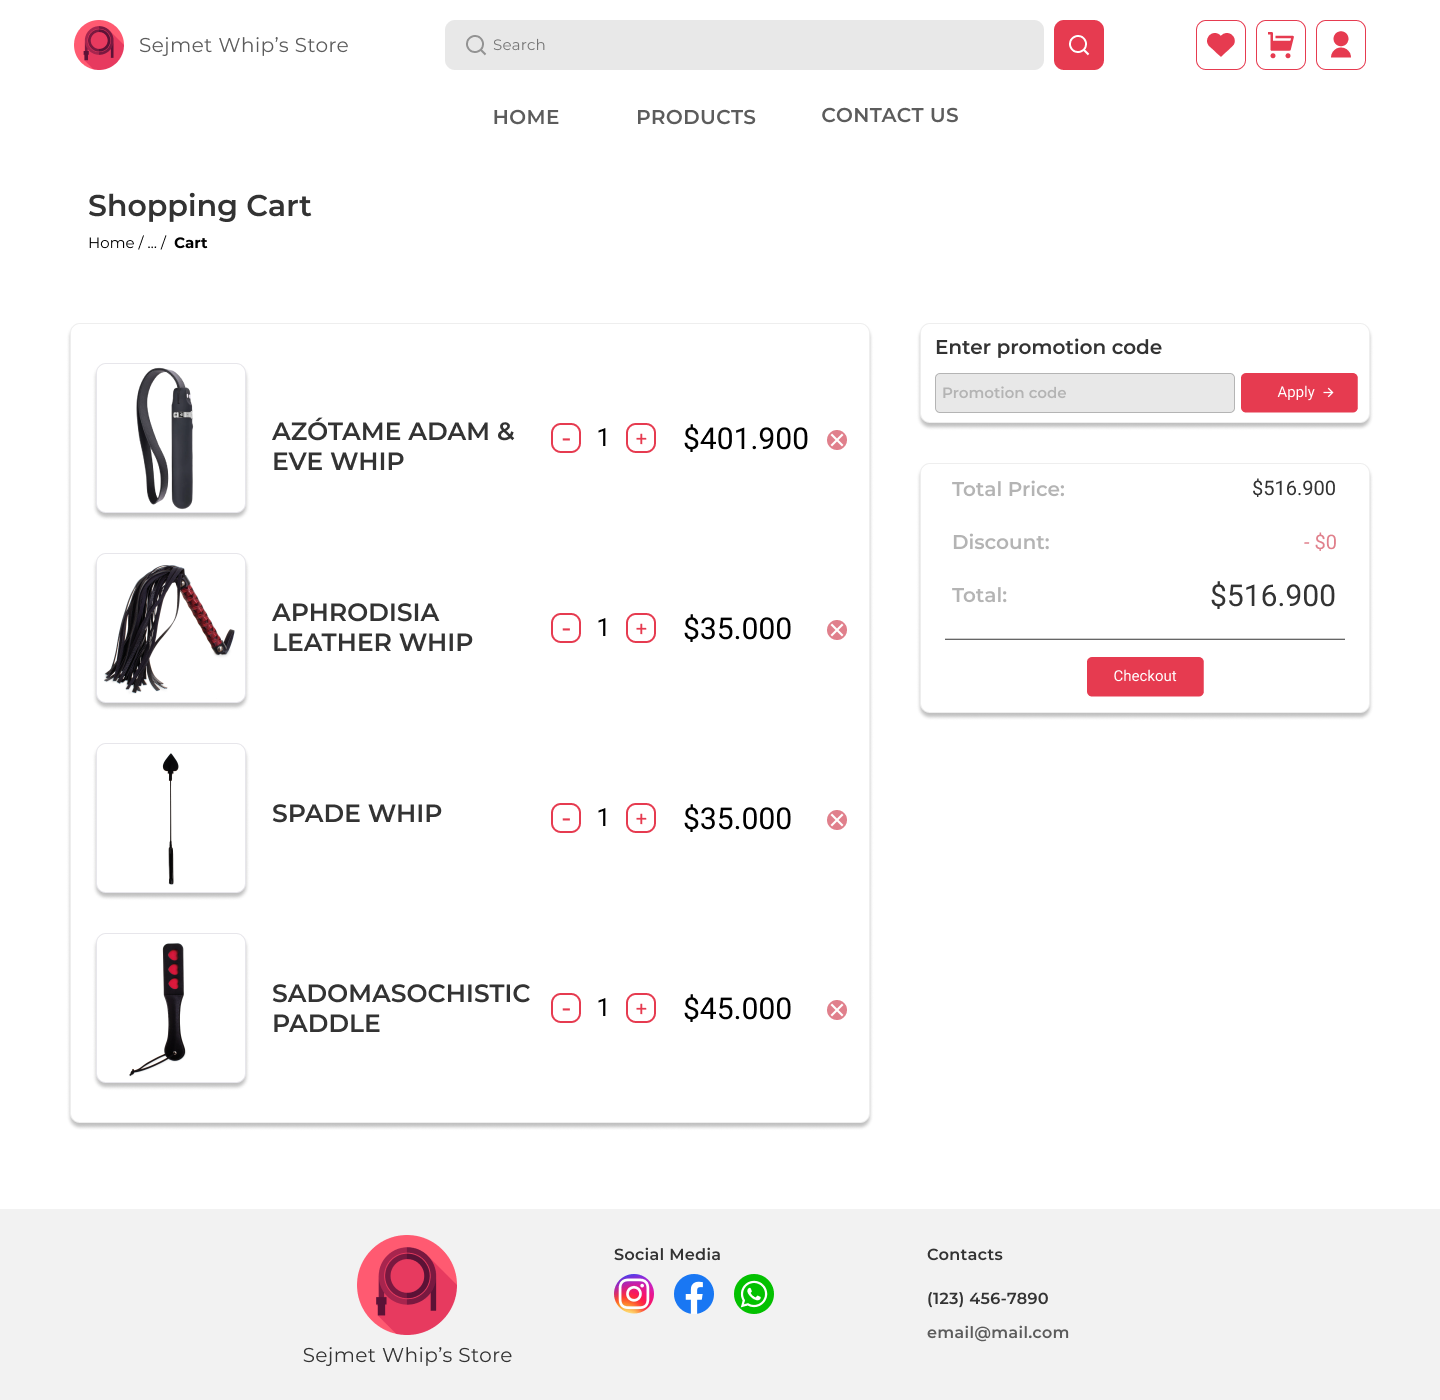 Sejmet Whip's Store
Search
HOME
PRODUCTS
CONTACT US
Shopping Cart
Home / ... / Cart
AZÓTAME ADAM &
EVE WHIP
- 1 +
$401.900
APHRODISIA
LEATHER WHIP
- 1 +
$35.000
SPADE WHIP
- 1 +
$35.000
SADOMASOCHISTIC
PADDLE
- 1 +
$45.000
Enter promotion code
Promotion code
Apply →
Total Price: $516.900
Discount: - $0
Total: $516.900
Checkout
Sejmet Whip's Store
Social Media
Contacts
(123) 456-7890
email@mail.com